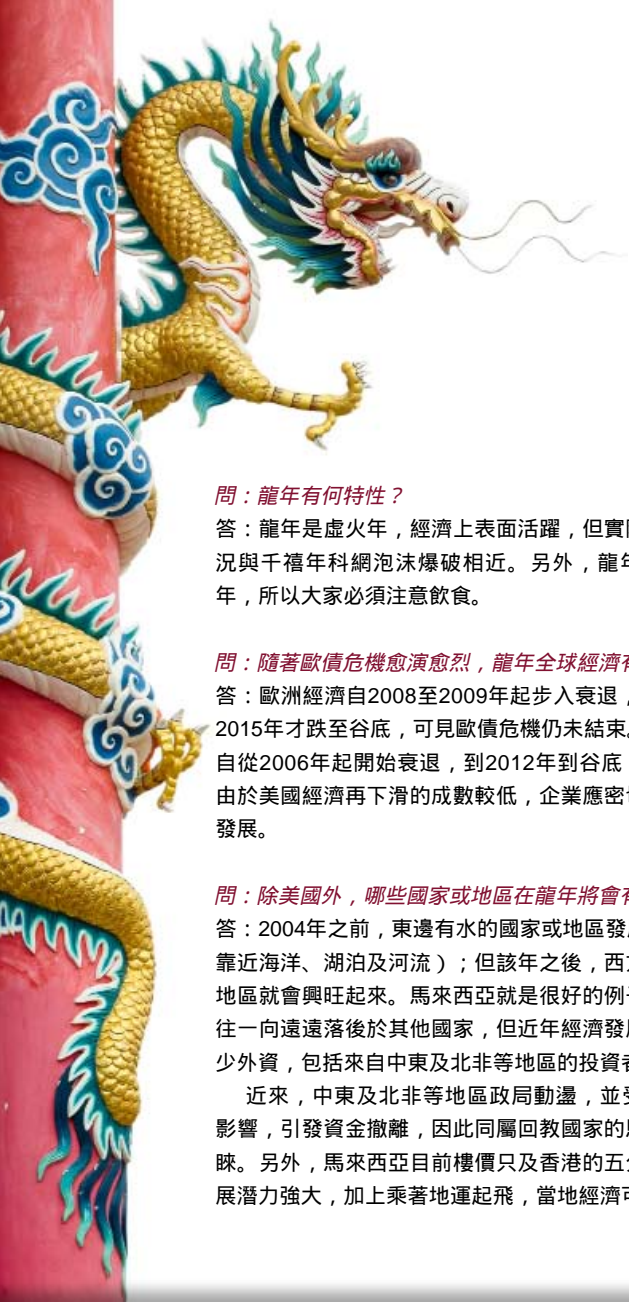 問：龍年有何特性？
答：龍年是虛火年，經濟上表面活躍，但實
況與千禧年科網泡沫爆破相近。另外，龍年
年，所以大家必須注意飲食。
問：隨著歐債危機愈演愈烈，龍年全球經濟有
答：歐洲經濟自2008至2009年起步入衰退，
2015年才跌至谷底，可見歐債危機仍未結束。
自從2006年起開始衰退，到2012年到谷底，
由於美國經濟再下滑的成數較低，企業應密
發展。
問：除美國外，哪些國家或地區在龍年將會有
答：2004年之前，東邊有水的國家或地區發
靠近海洋、湖泊及河流）；但該年之後，西
地區就會興旺起來。馬來西亞就是很好的例
往一向遠遠落後於其他國家，但近年經濟發
少外資，包括來自中東及北非等地區的投資者
近來，中東及北非等地區政局動盪，並
影響，引發資金撤離，因此同屬回教國家的
睞。另外，馬來西亞目前樓價只及香港的五
展潛力強大，加上乘著地運起飛，當地經濟